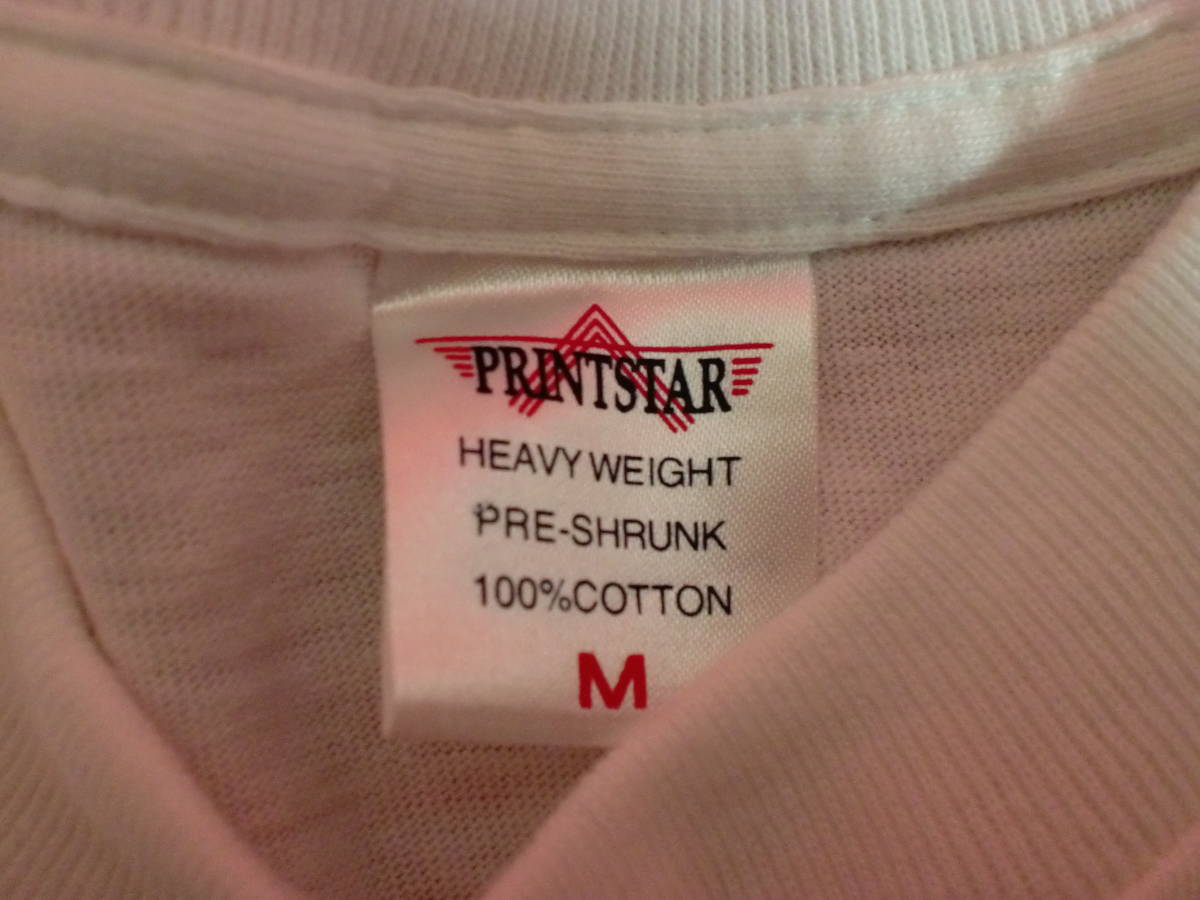 PRINTSTAR
HEAVY WEIGHT
PRE-SHRUNK
100%COTTON
M